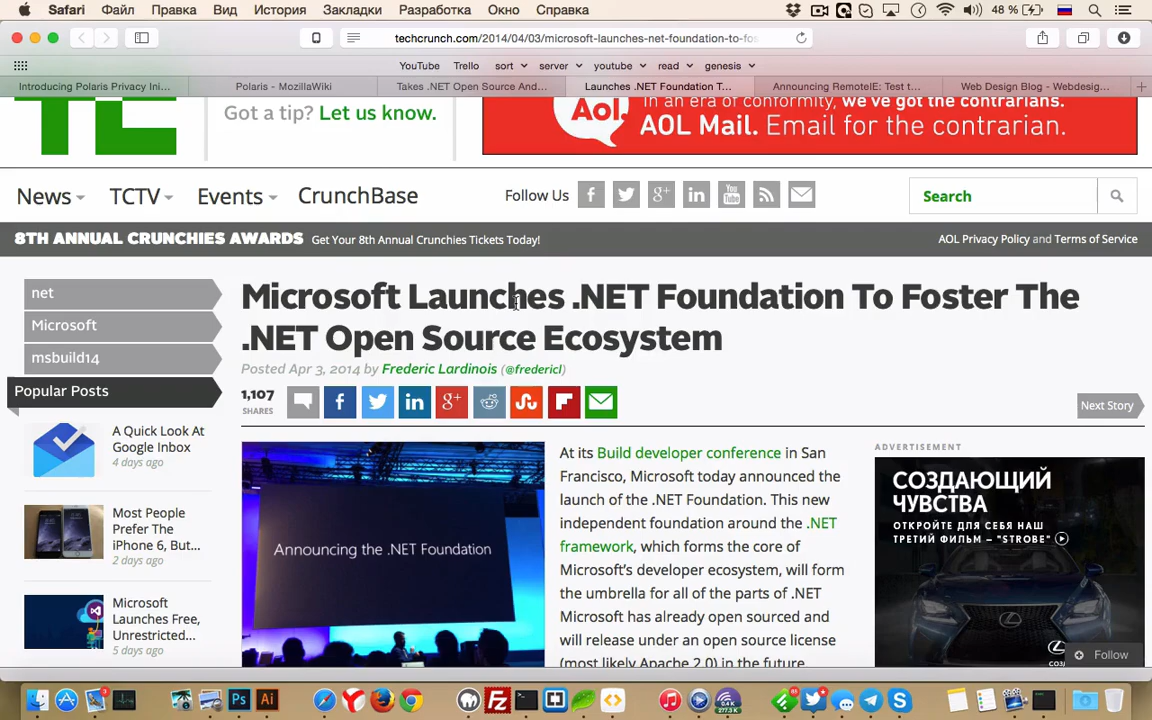 Safari Файл Правка Вид История Закладки Разработка Окно Справка 48 %
techcrunch.com/2014/04/03/microsoft-launches-net-foundation-to-fos
YouTube Trello sort server youtube read genesis
Introducing Polaris Privacy Ini... Polaris - MozillaWiki Takes .NET Open Source And... Launches .NET Foundation T... Announcing RemoteIE: Test t... Web Design Blog - Webdesig...
Got a tip? Let us know.
Aol. In an era of conformity, we've got the contrarians.
AOL Mail. Email for the contrarian.
News TCTV Events CrunchBase Follow Us Search
8TH ANNUAL CRUNCHIES AWARDS Get Your 8th Annual Crunchies Tickets Today! AOL Privacy Policy and Terms of Service
net
Microsoft
msbuild14
Popular Posts
A Quick Look At
Google Inbox
4 days ago
Most People
Prefer The
iPhone 6, But...
2 days ago
Microsoft
Launches Free,
Unrestricted...
5 days ago
Microsoft Launches .NET Foundation To Foster The
.NET Open Source Ecosystem
Posted Apr 3, 2014 by Frederic Lardinois (@fredericl)
1,107
SHARES
Next Story
Announcing the .NET Foundation
At its Build developer conference in San
Francisco, Microsoft today announced the
launch of the .NET Foundation. This new
independent foundation around the .NET
framework, which forms the core of
Microsoft's developer ecosystem, will form
the umbrella for all of the parts of .NET
Microsoft has already open sourced and
will release under an open source license
(most likely Apache 2.0) in the future.
ADVERTISEMENT
СОЗДАЮЩИЙ
ЧУВСТВА
ОТКРОЙТЕ ДЛЯ СЕБЯ НАШ
ТРЕТИЙ ФИЛЬМ – "STROBE"
Follow